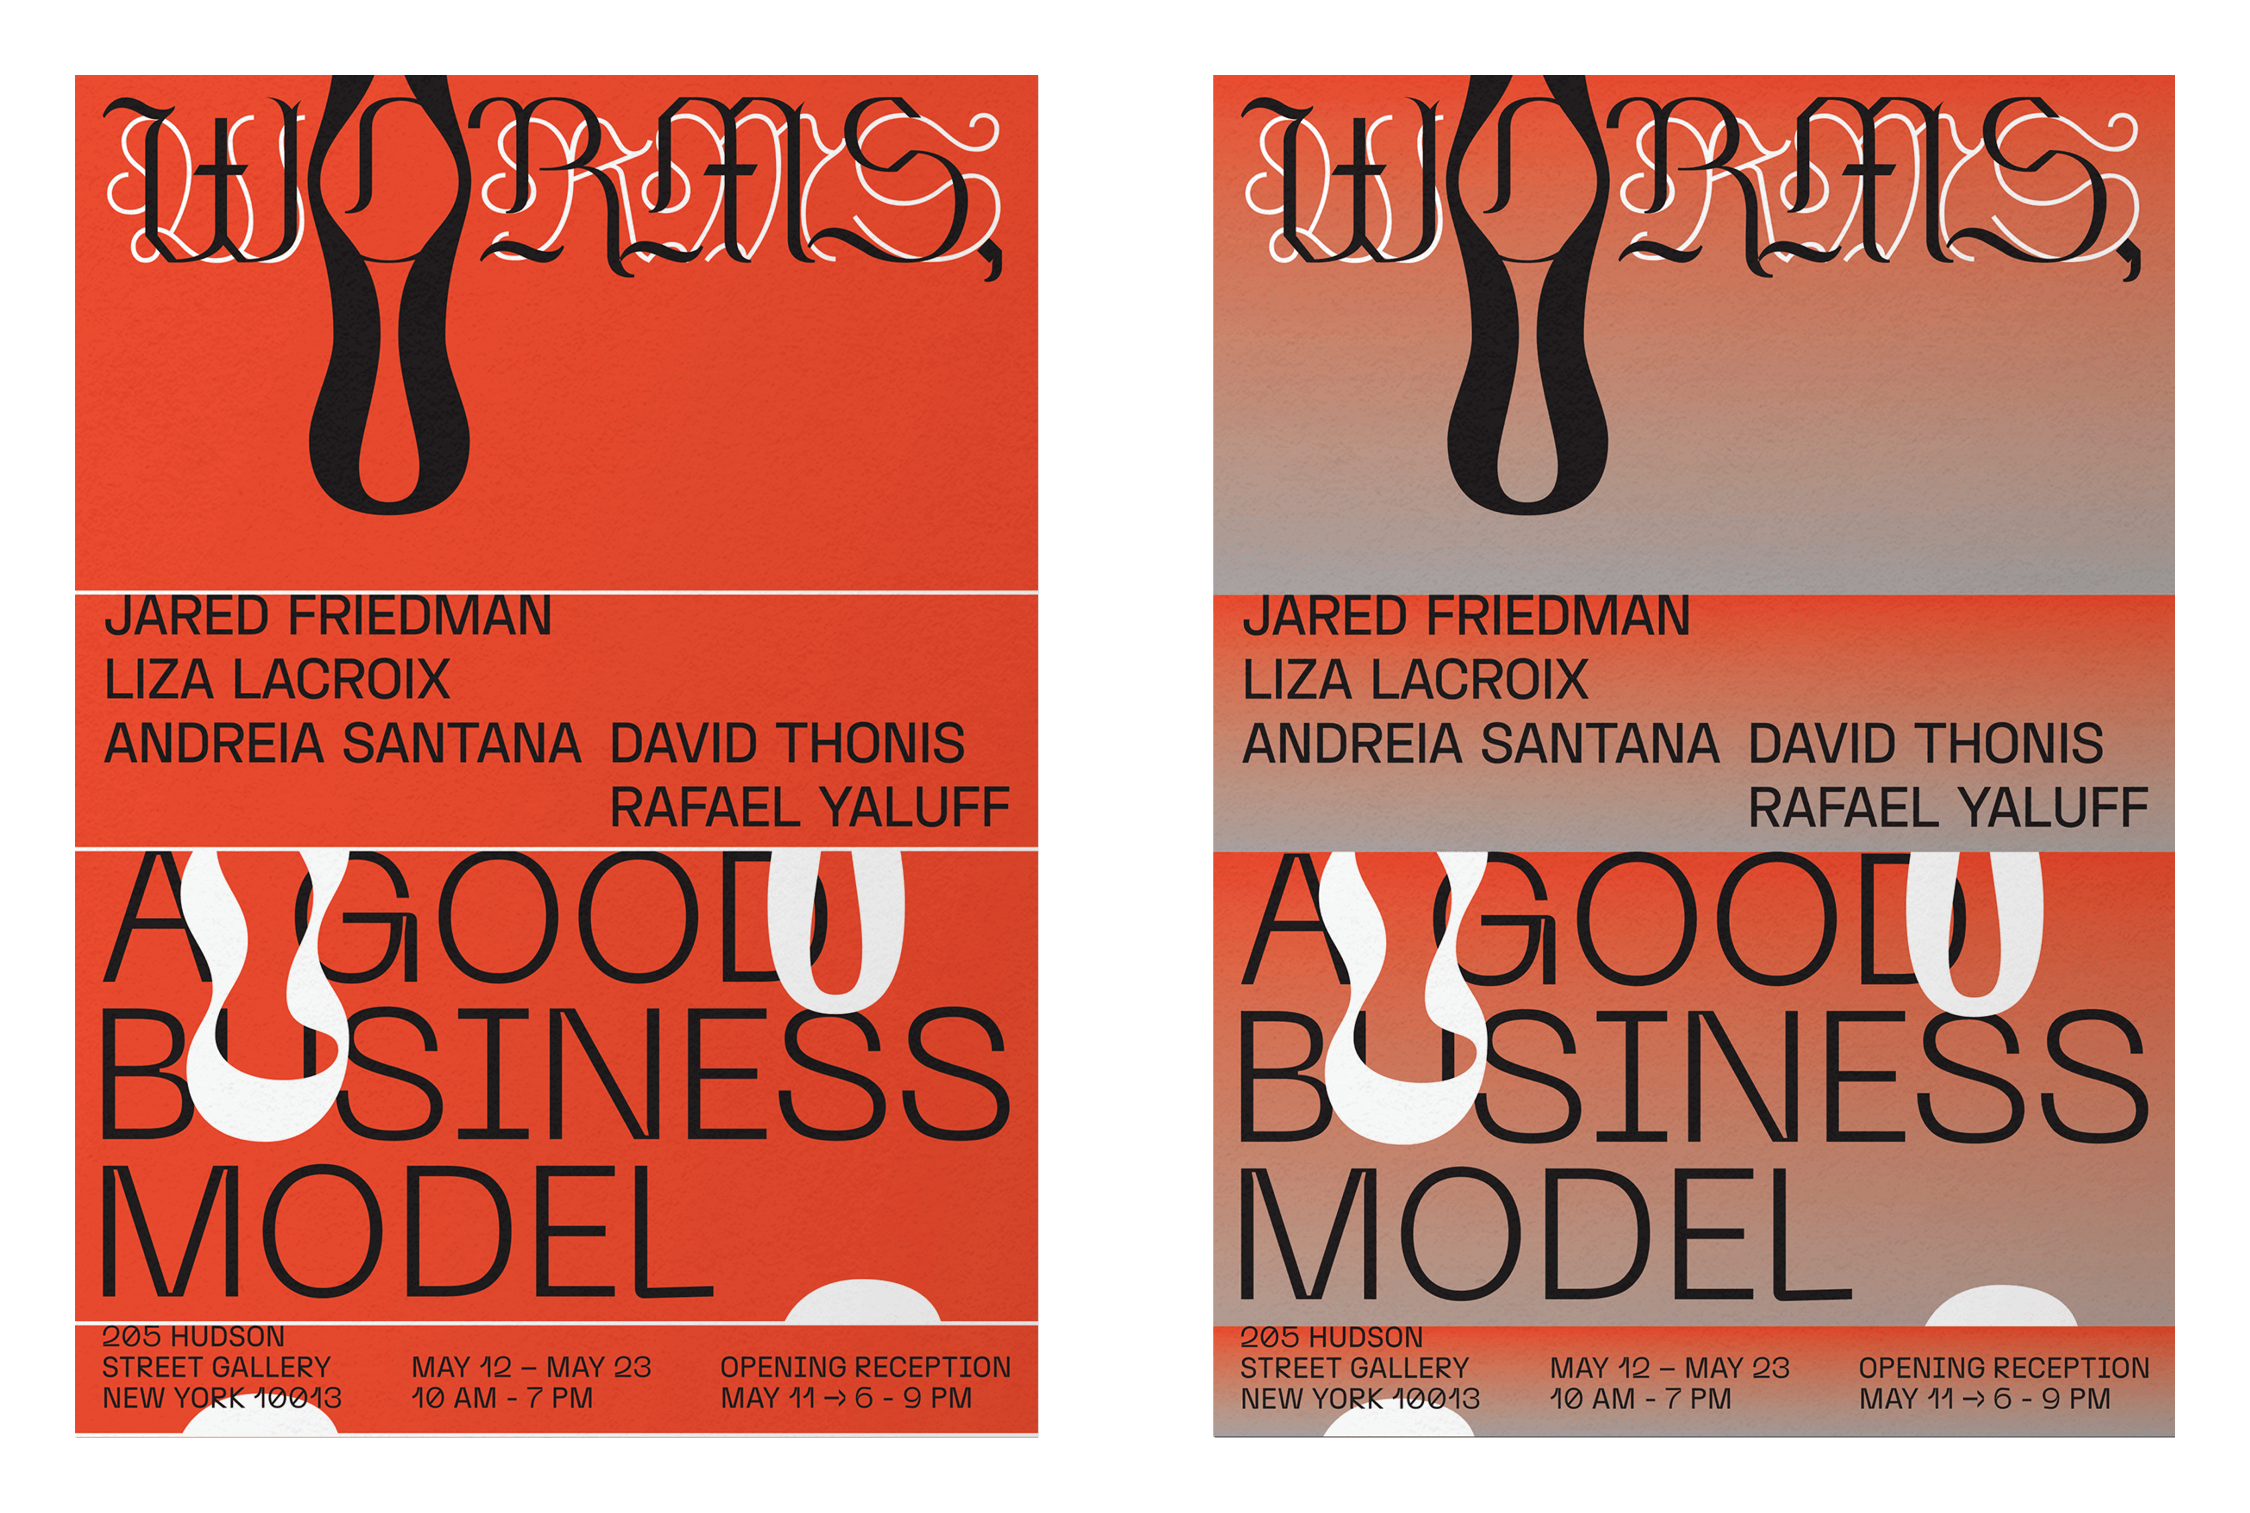 WORMS,
JARED FRIEDMAN
LIZA LACROIX
ANDREIA SANTANA DAVID THONIS
RAFAEL YALUFF
A GOOD
BUSINESS
MODEL
205 HUDSON
STREET GALLERY
NEW YORK 10013
MAY 12 – MAY 23
10 AM - 7 PM
OPENING RECEPTION
MAY 11 → 6 - 9 PM
WORMS,
JARED FRIEDMAN
LIZA LACROIX
ANDREIA SANTANA DAVID THONIS
RAFAEL YALUFF
A GOOD
BUSINESS
MODEL
205 HUDSON
STREET GALLERY
NEW YORK 10013
MAY 12 – MAY 23
10 AM - 7 PM
OPENING RECEPTION
MAY 11 → 6 - 9 PM